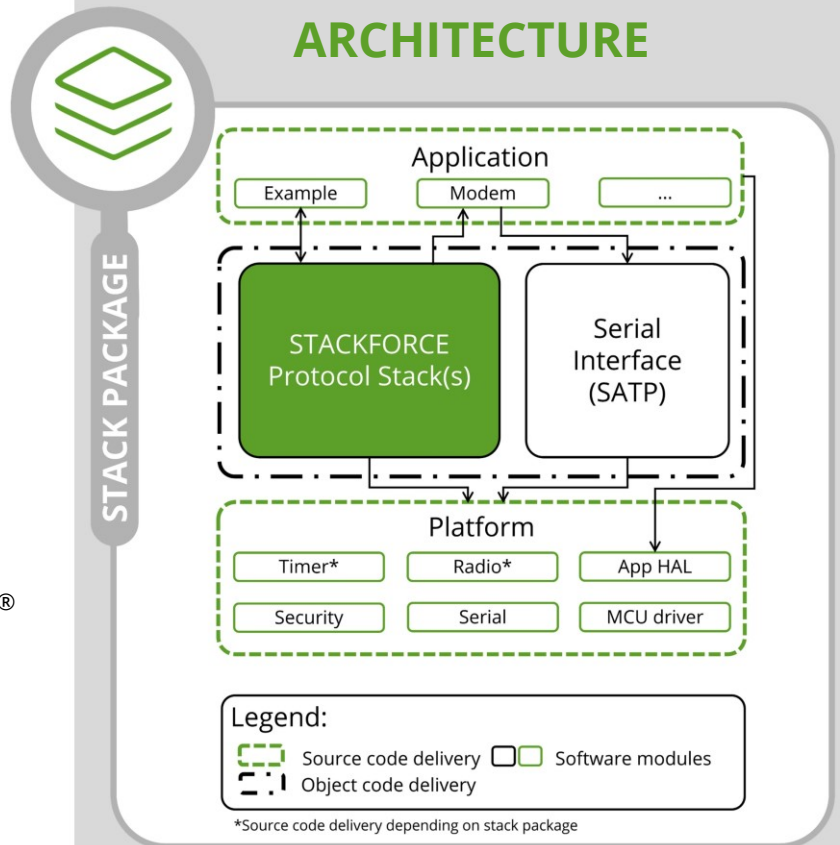 ARCHITECTURE
STACK PACKAGE
Application
Example
Modem
...
STACKFORCE
Protocol Stack(s)
Serial
Interface
(SATP)
Platform
Timer*
Radio*
App HAL
Security
Serial
MCU driver
®
Legend:
Source code delivery
Software modules
Object code delivery
*Source code delivery depending on stack package